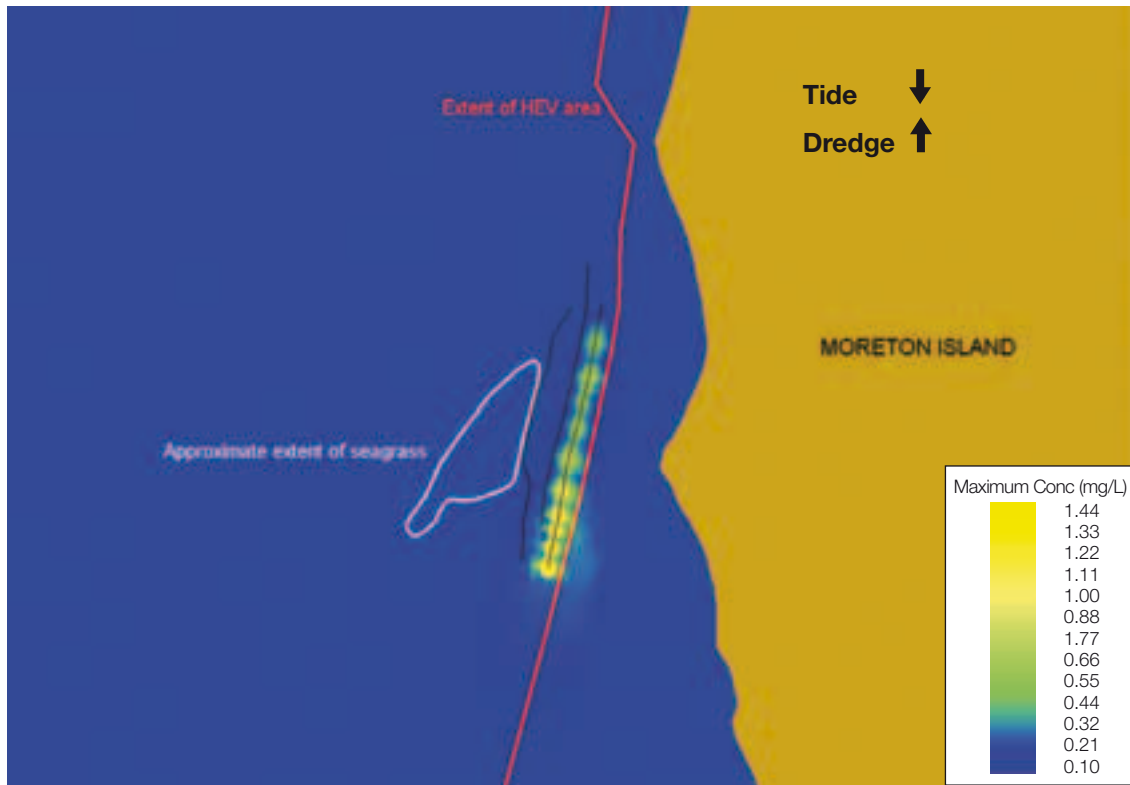 Extent of HEV area
Tide
Dredge
MORETON ISLAND
Approximate extent of seagrass
Maximum Conc (mg/L)
1.44
1.33
1.22
1.11
1.00
0.88
1.77
0.66
0.55
0.44
0.32
0.21
0.10